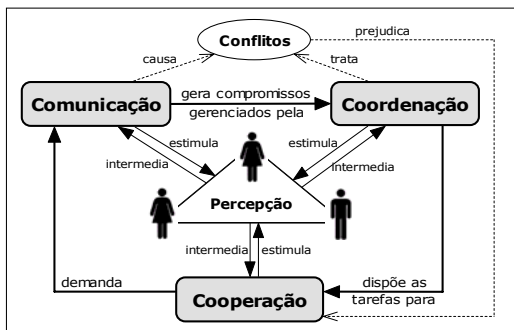 Conflitos
prejudica
causa
trata
Comunicação
gera compromissos
gerenciados pela
Coordenação
estimula
intermedia
estimula
intermedia
Percepção
intermedia
estimula
demanda
Cooperação
dispõe as
tarefas para